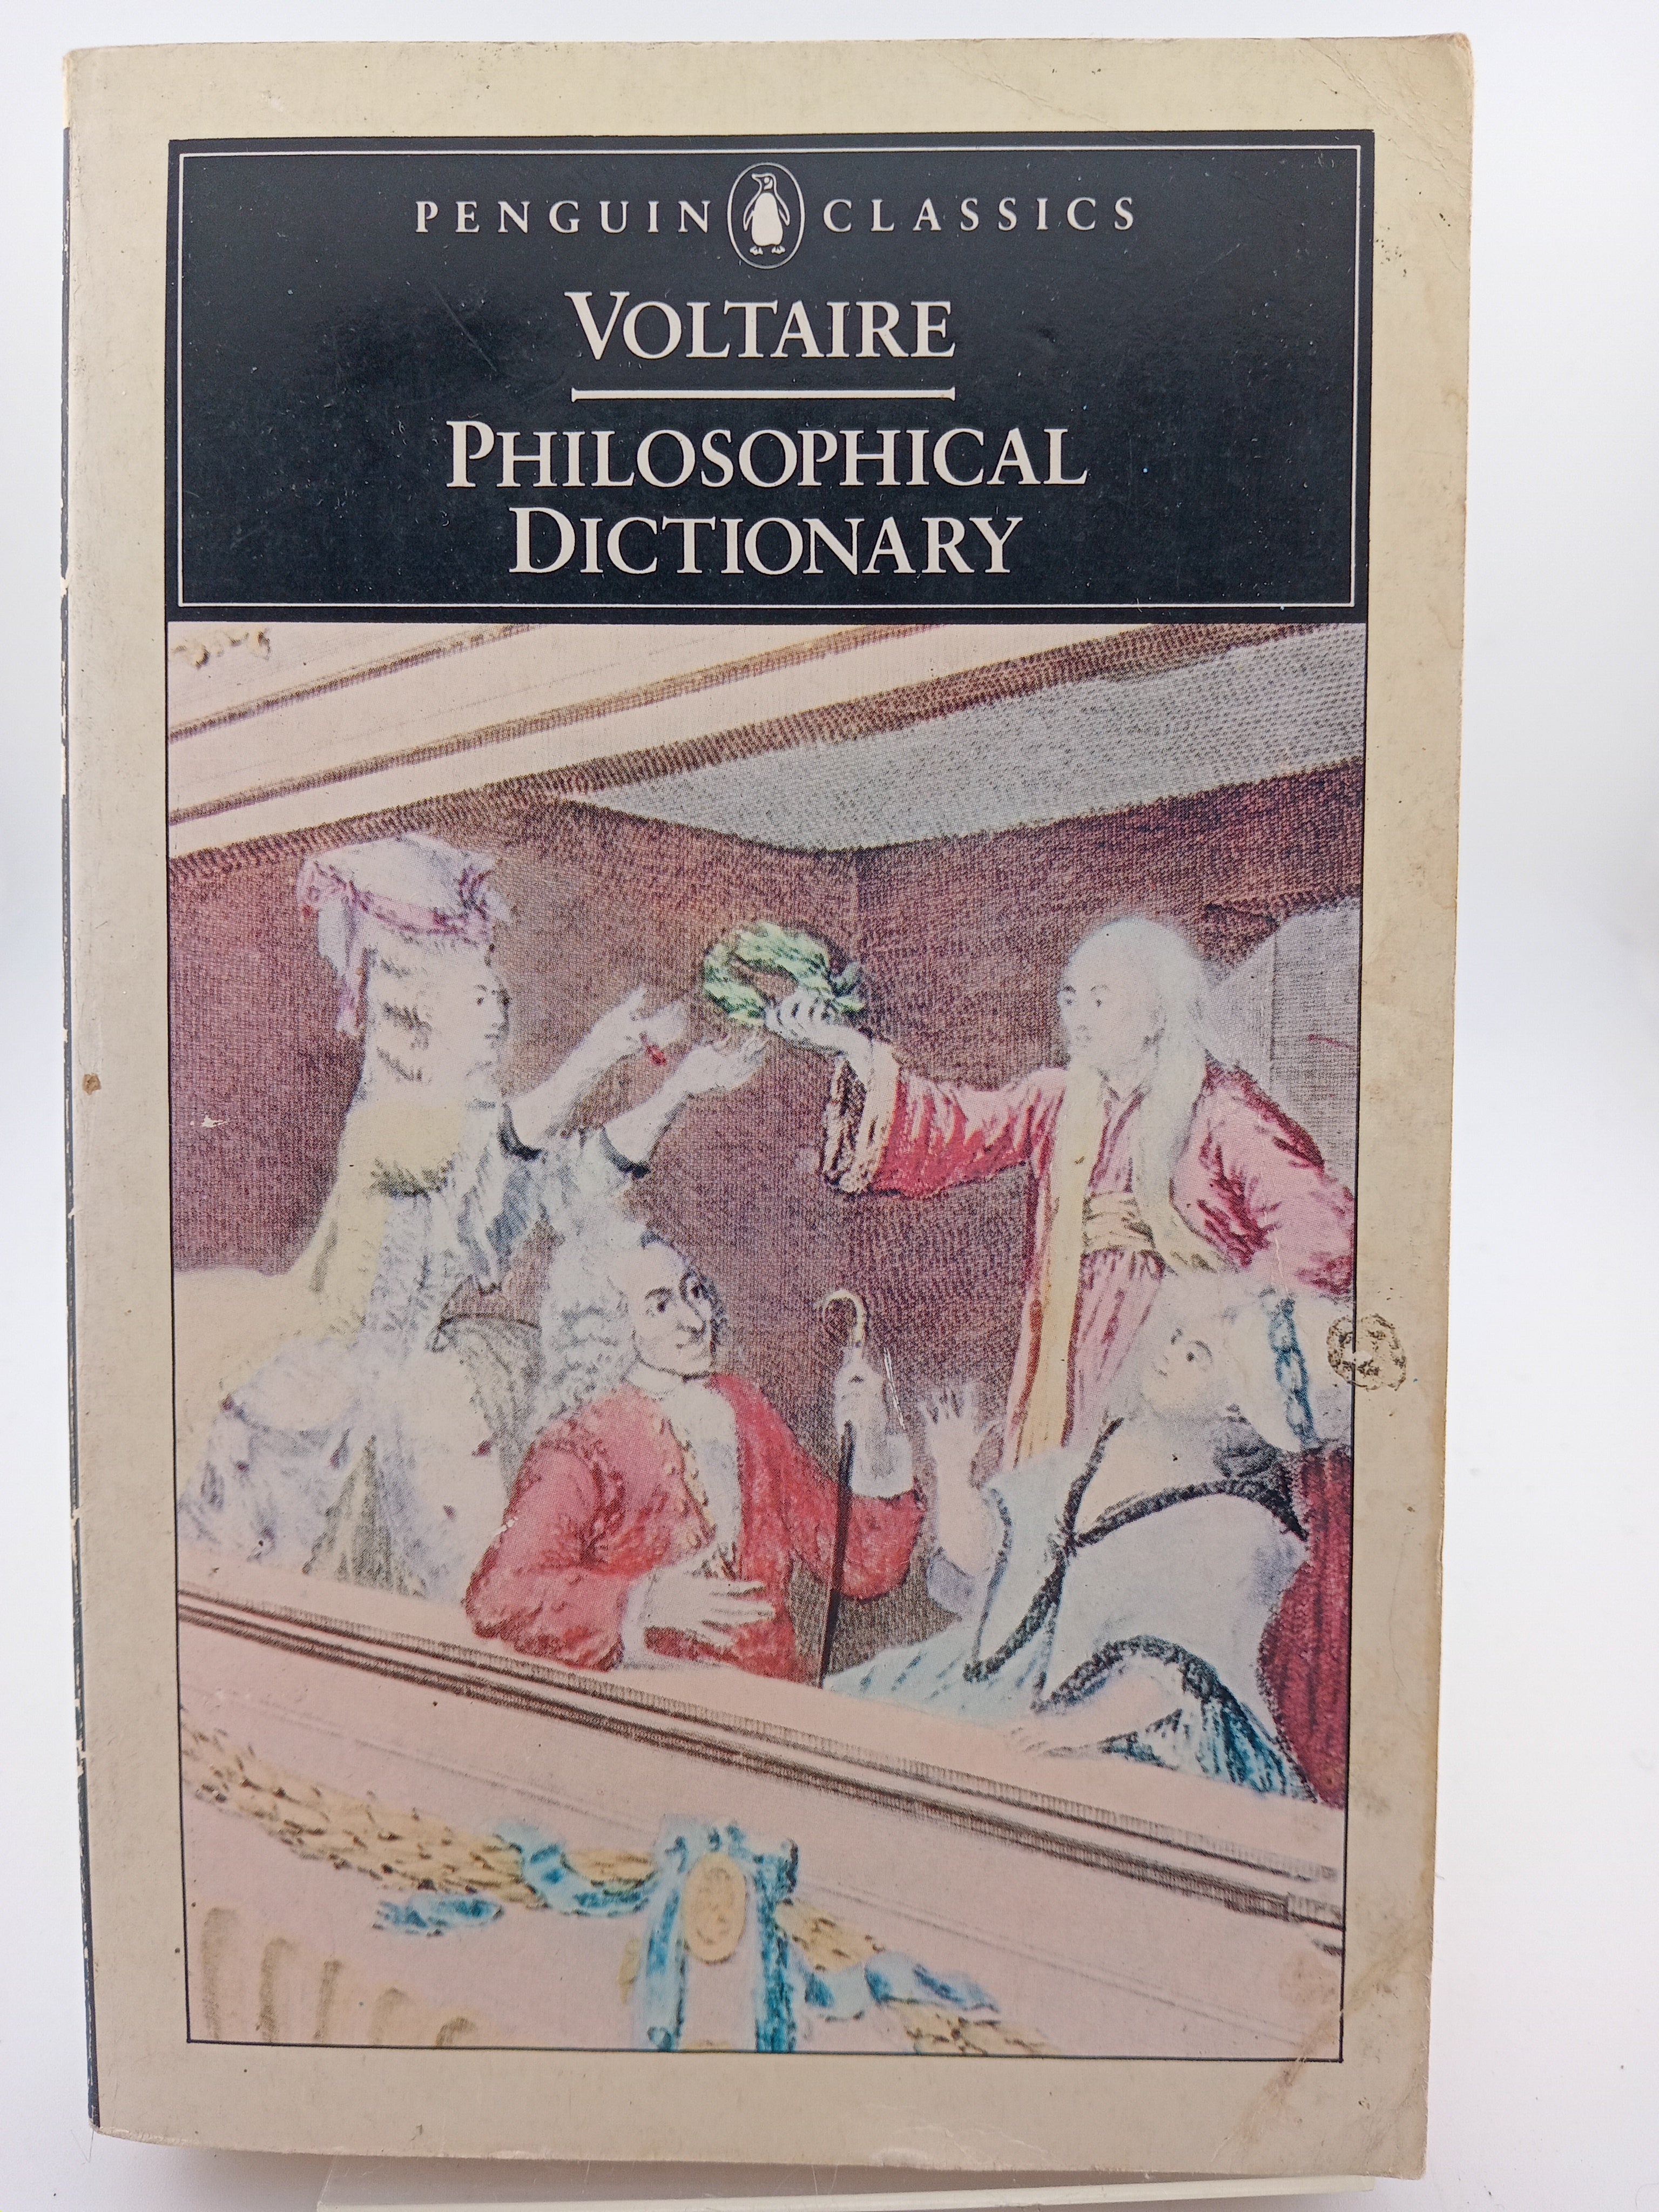 PENGUIN CLASSICS
VOLTAIRE
PHILOSOPHICAL
DICTIONARY